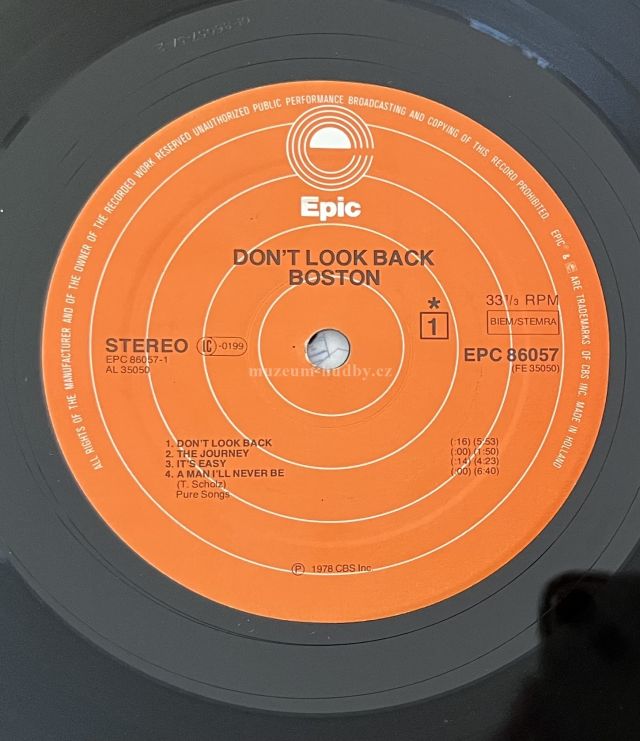 ALL RIGHTS OF THE MANUFACTURER AND OF THE OWNER OF THE RECORDED WORK RESERVED UNAUTHORIZED PUBLIC PERFORMANCE BROADCASTING AND COPYING OF THIS RECORD PROHIBITED. EPIC® & ARE TRADEMARKS OF CBS INC. MADE IN HOLLAND
Epic
DON'T LOOK BACK
BOSTON
33 1/3 RPM
* 1
BIEM/STEMRA
STEREO LC -0199
EPC 86057
EPC 86057-1
(FE 35050)
AL 35050
muzeum-hudby.cz
1. DON'T LOOK BACK (:16) (5:53)
2. THE JOURNEY (:00) (1:50)
3. IT'S EASY (:14) (4:23)
4. A MAN I'LL NEVER BE (:00) (6:40)
(T. Scholz)
Pure Songs
Ⓟ 1978 CBS Inc.